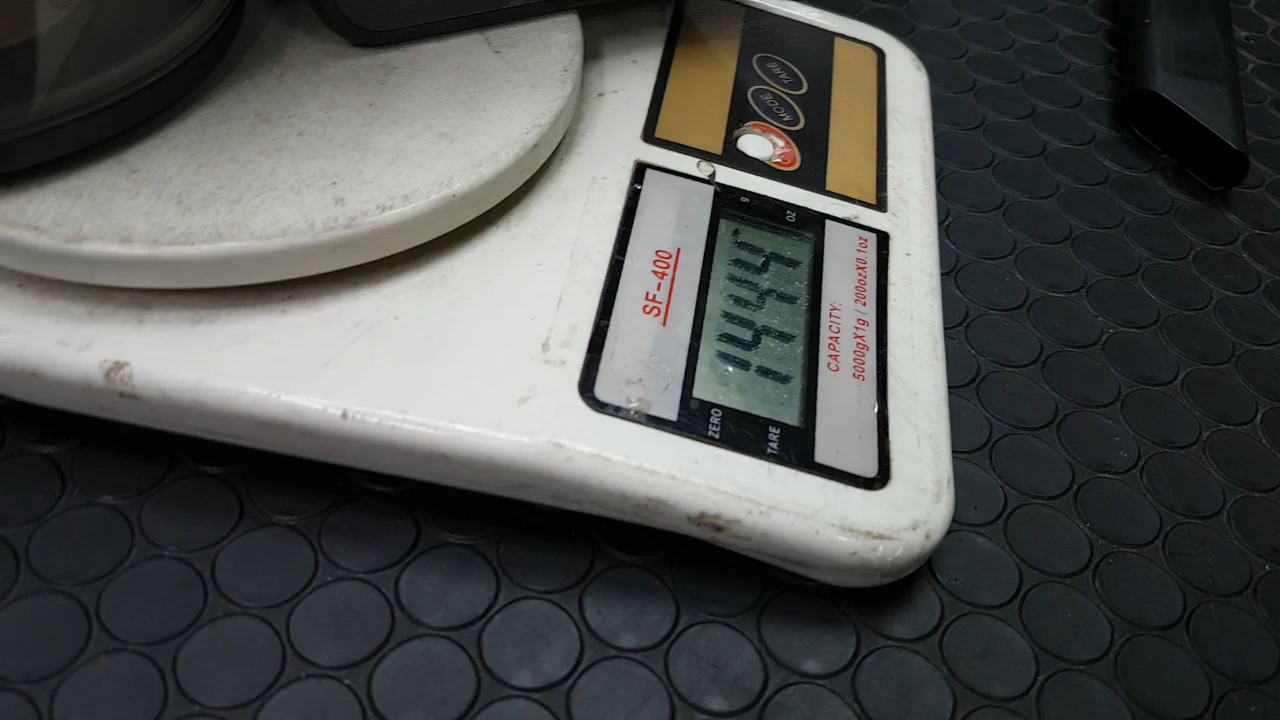 TARE
MODE
SF-400
g
oz
1444
ZERO
TARE
CAPACITY:
5000gX1g / 200ozX0.1oz